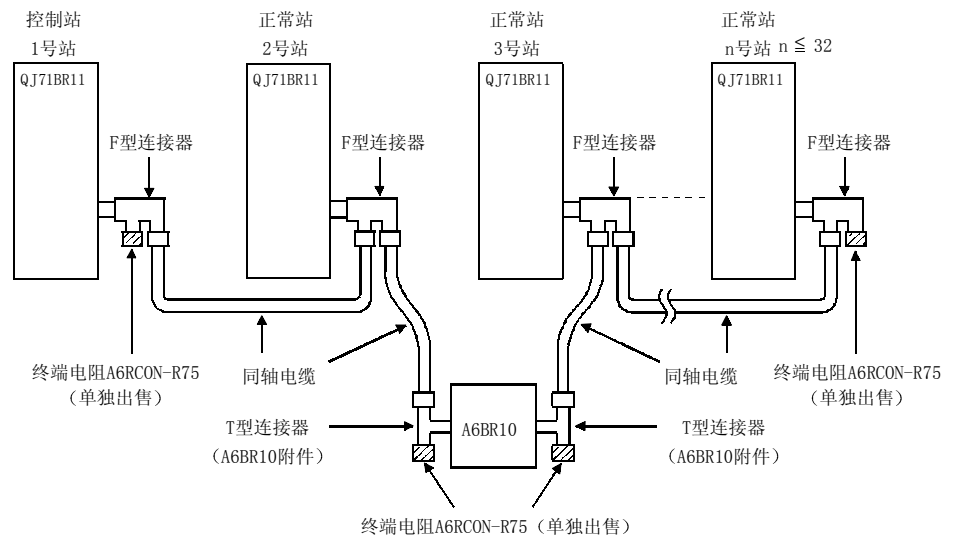 控制站
正常站
正常站
正常站
1号站
2号站
3号站
n号站 n ≦ 32
QJ71BR11
QJ71BR11
QJ71BR11
QJ71BR11
F型连接器
F型连接器
F型连接器
F型连接器
终端电阻A6RCON-R75
（单独出售）
同轴电缆
同轴电缆
终端电阻A6RCON-R75
（单独出售）
T型连接器
（A6BR10附件）
A6BR10
T型连接器
（A6BR10附件）
终端电阻A6RCON-R75（单独出售）